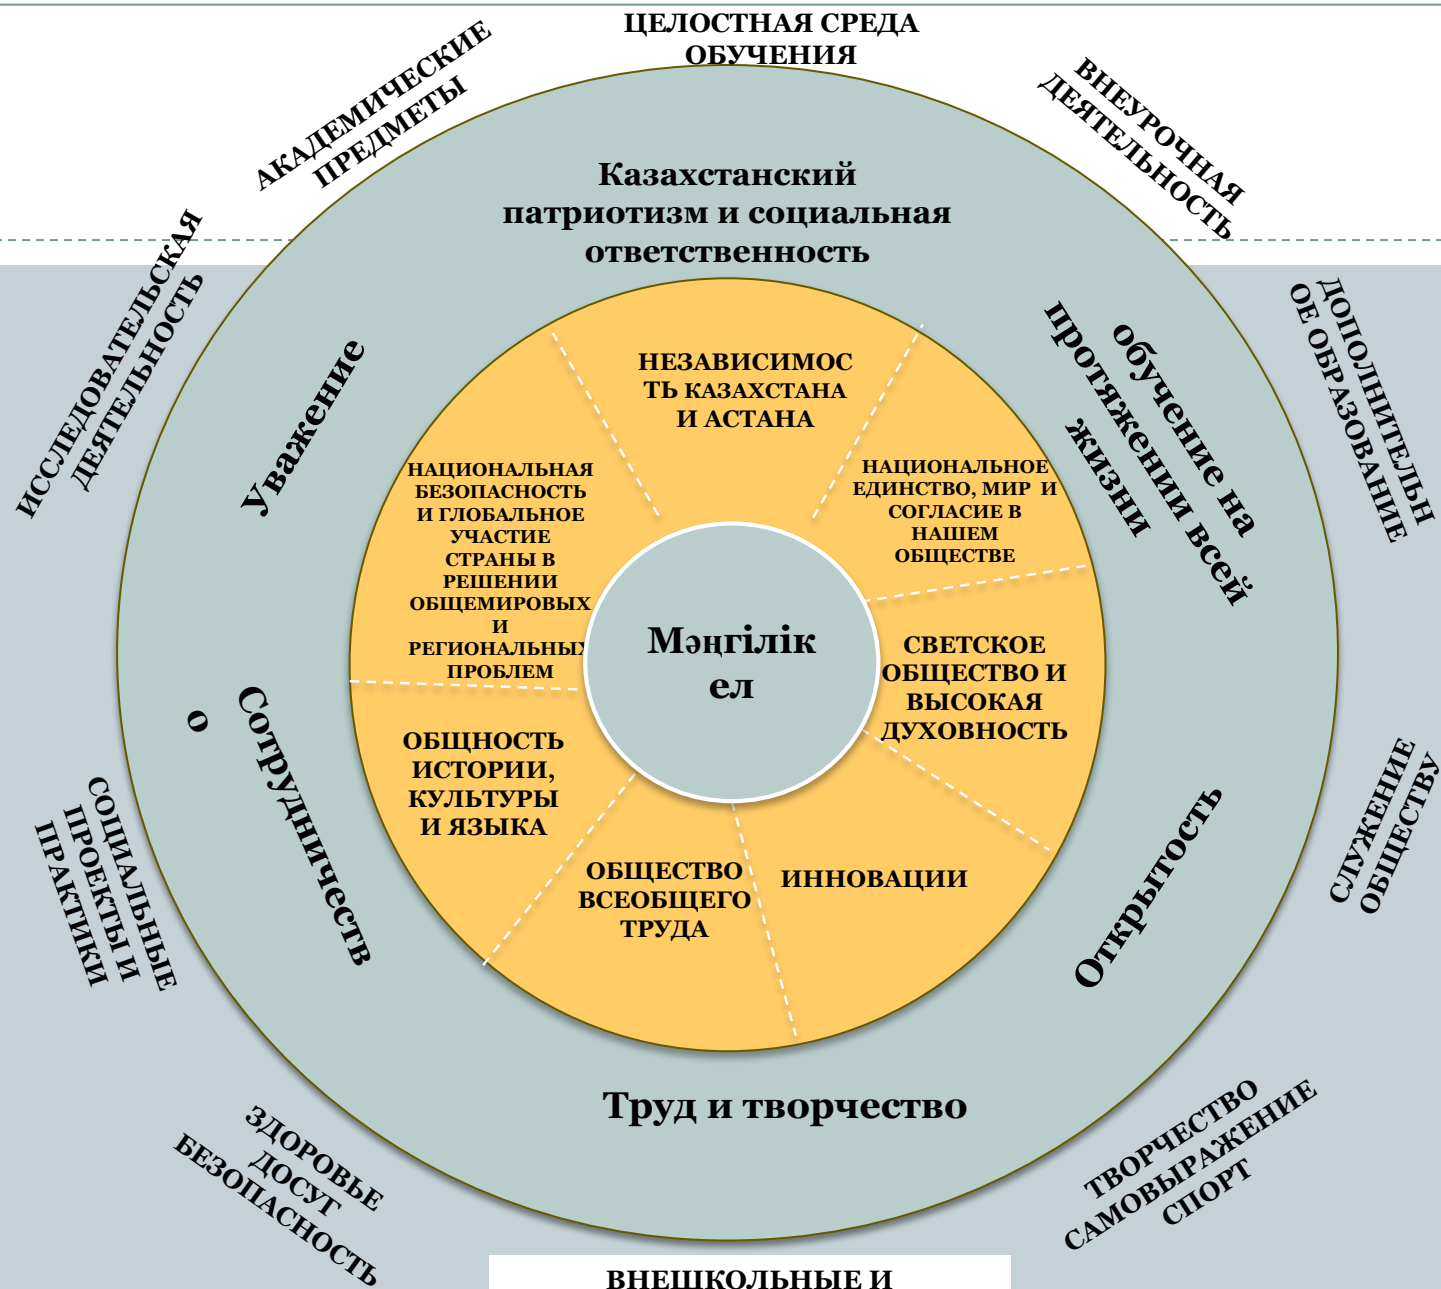 ЦЕЛОСТНАЯ СРЕДА
ОБУЧЕНИЯ
АКАДЕМИЧЕСКИЕ
ПРЕДМЕТЫ
ВНЕУРОЧНАЯ
ДЕЯТЕЛЬНОСТЬ
ИССЛЕДОВАТЕЛЬСКАЯ
ДЕЯТЕЛЬНОСТЬ
ДОПОЛНИТЕЛЬН
ОЕ ОБРАЗОВАНИЕ
Казахстанский
патриотизм и социальная
ответственность
Уважение
обучение на
протяжении всей
жизни
НЕЗАВИСИМОС
ТЬ КАЗАХСТАНА
И АСТАНА
НАЦИОНАЛЬНАЯ
БЕЗОПАСНОСТЬ
И ГЛОБАЛЬНОЕ
УЧАСТИЕ
СТРАНЫ В
РЕШЕНИИ
ОБЩЕМИРОВЫХ
И
РЕГИОНАЛЬНЫХ
ПРОБЛЕМ
НАЦИОНАЛЬНОЕ
ЕДИНСТВО, МИР И
СОГЛАСИЕ В
НАШЕМ
ОБЩЕСТВЕ
Мәңгілік
ел
СВЕТСКОЕ
ОБЩЕСТВО И
ВЫСОКАЯ
ДУХОВНОСТЬ
ОБЩНОСТЬ
ИСТОРИИ,
КУЛЬТУРЫ
И ЯЗЫКА
ОБЩЕСТВО
ВСЕОБЩЕГО
ТРУДА
ИННОВАЦИИ
Сотрудничеств
о
Открытость
Труд и творчество
СОЦИАЛЬНЫЕ
ПРОЕКТЫ И
ПРАКТИКИ
СЛУЖЕНИЕ
ОБЩЕСТВУ
ЗДОРОВЬЕ
ДОСУГ
БЕЗОПАСНОСТЬ
ТВОРЧЕСТВО
САМОВЫРАЖЕНИЕ
СПОРТ
ВНЕШКОЛЬНЫЕ И